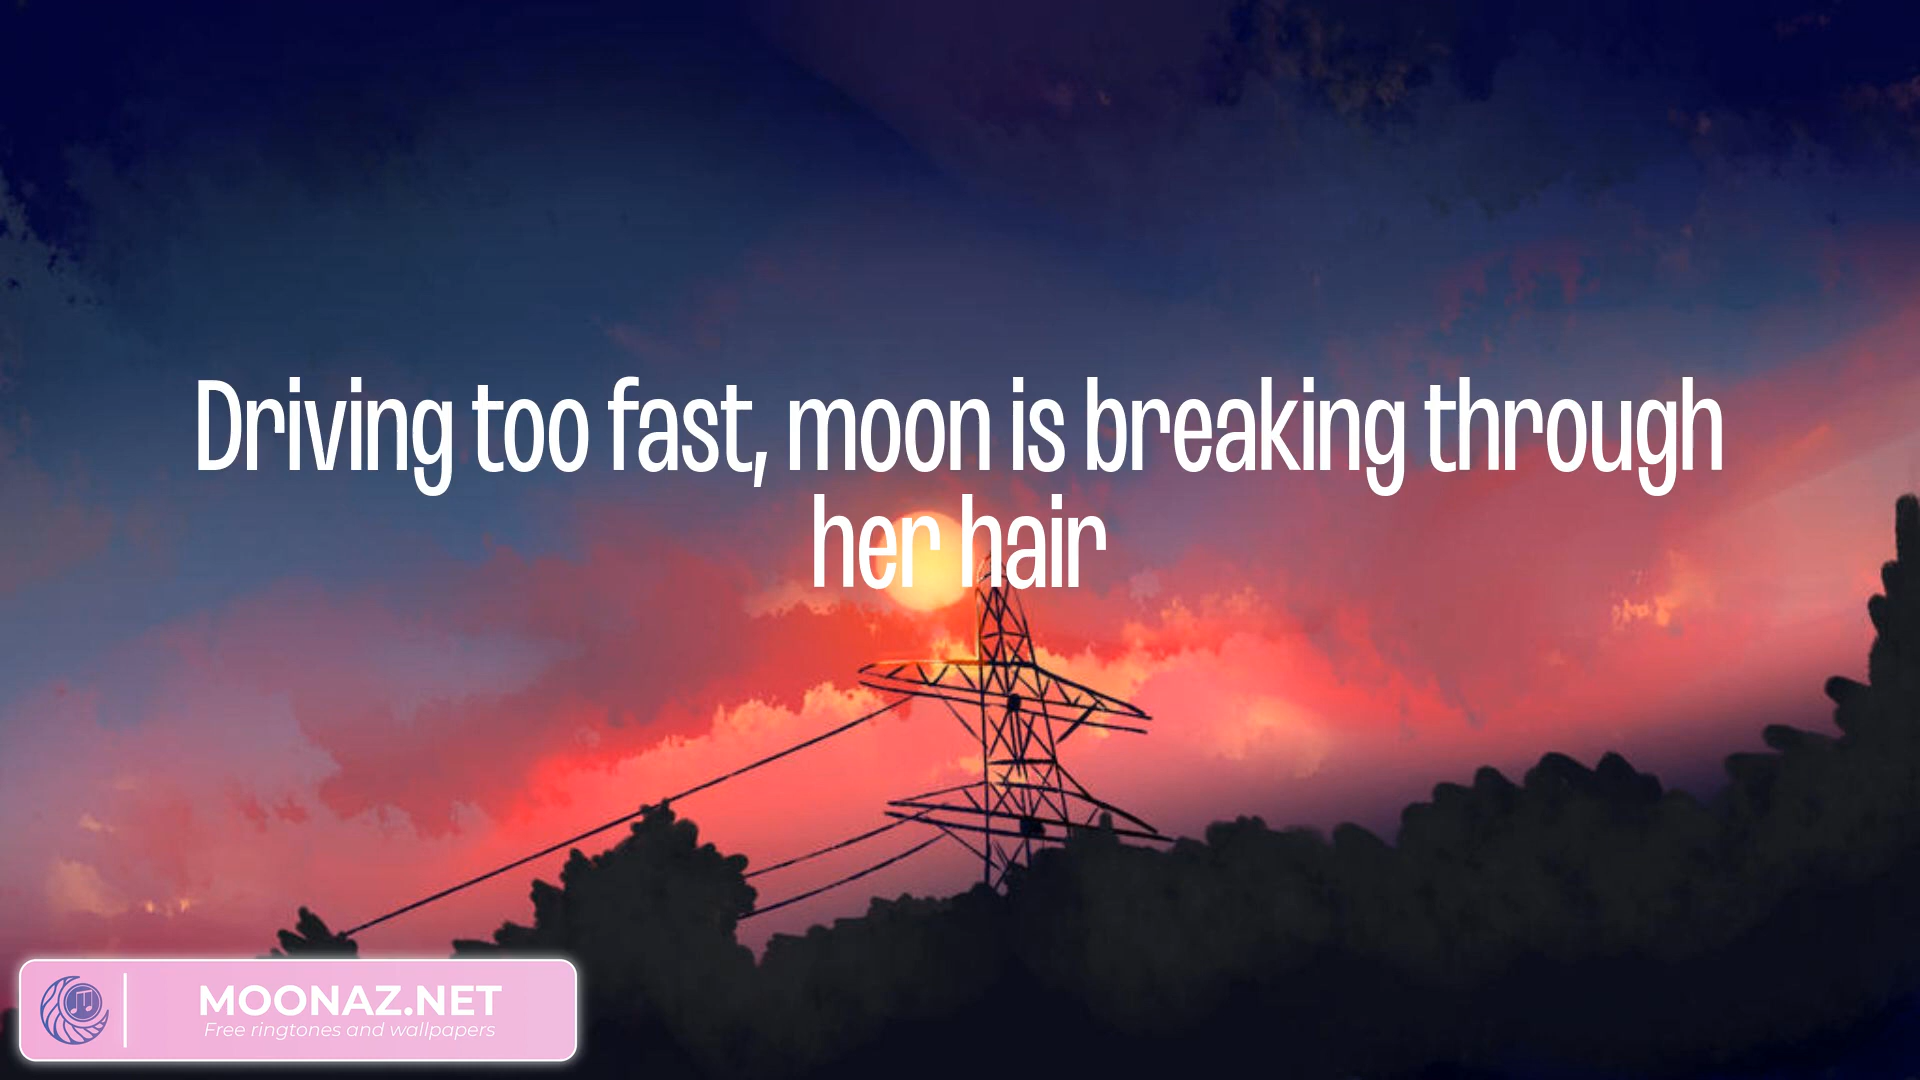 Driving too fast, moon is breaking through
her hair
MOONAZ.NET
Free ringtones and wallpapers